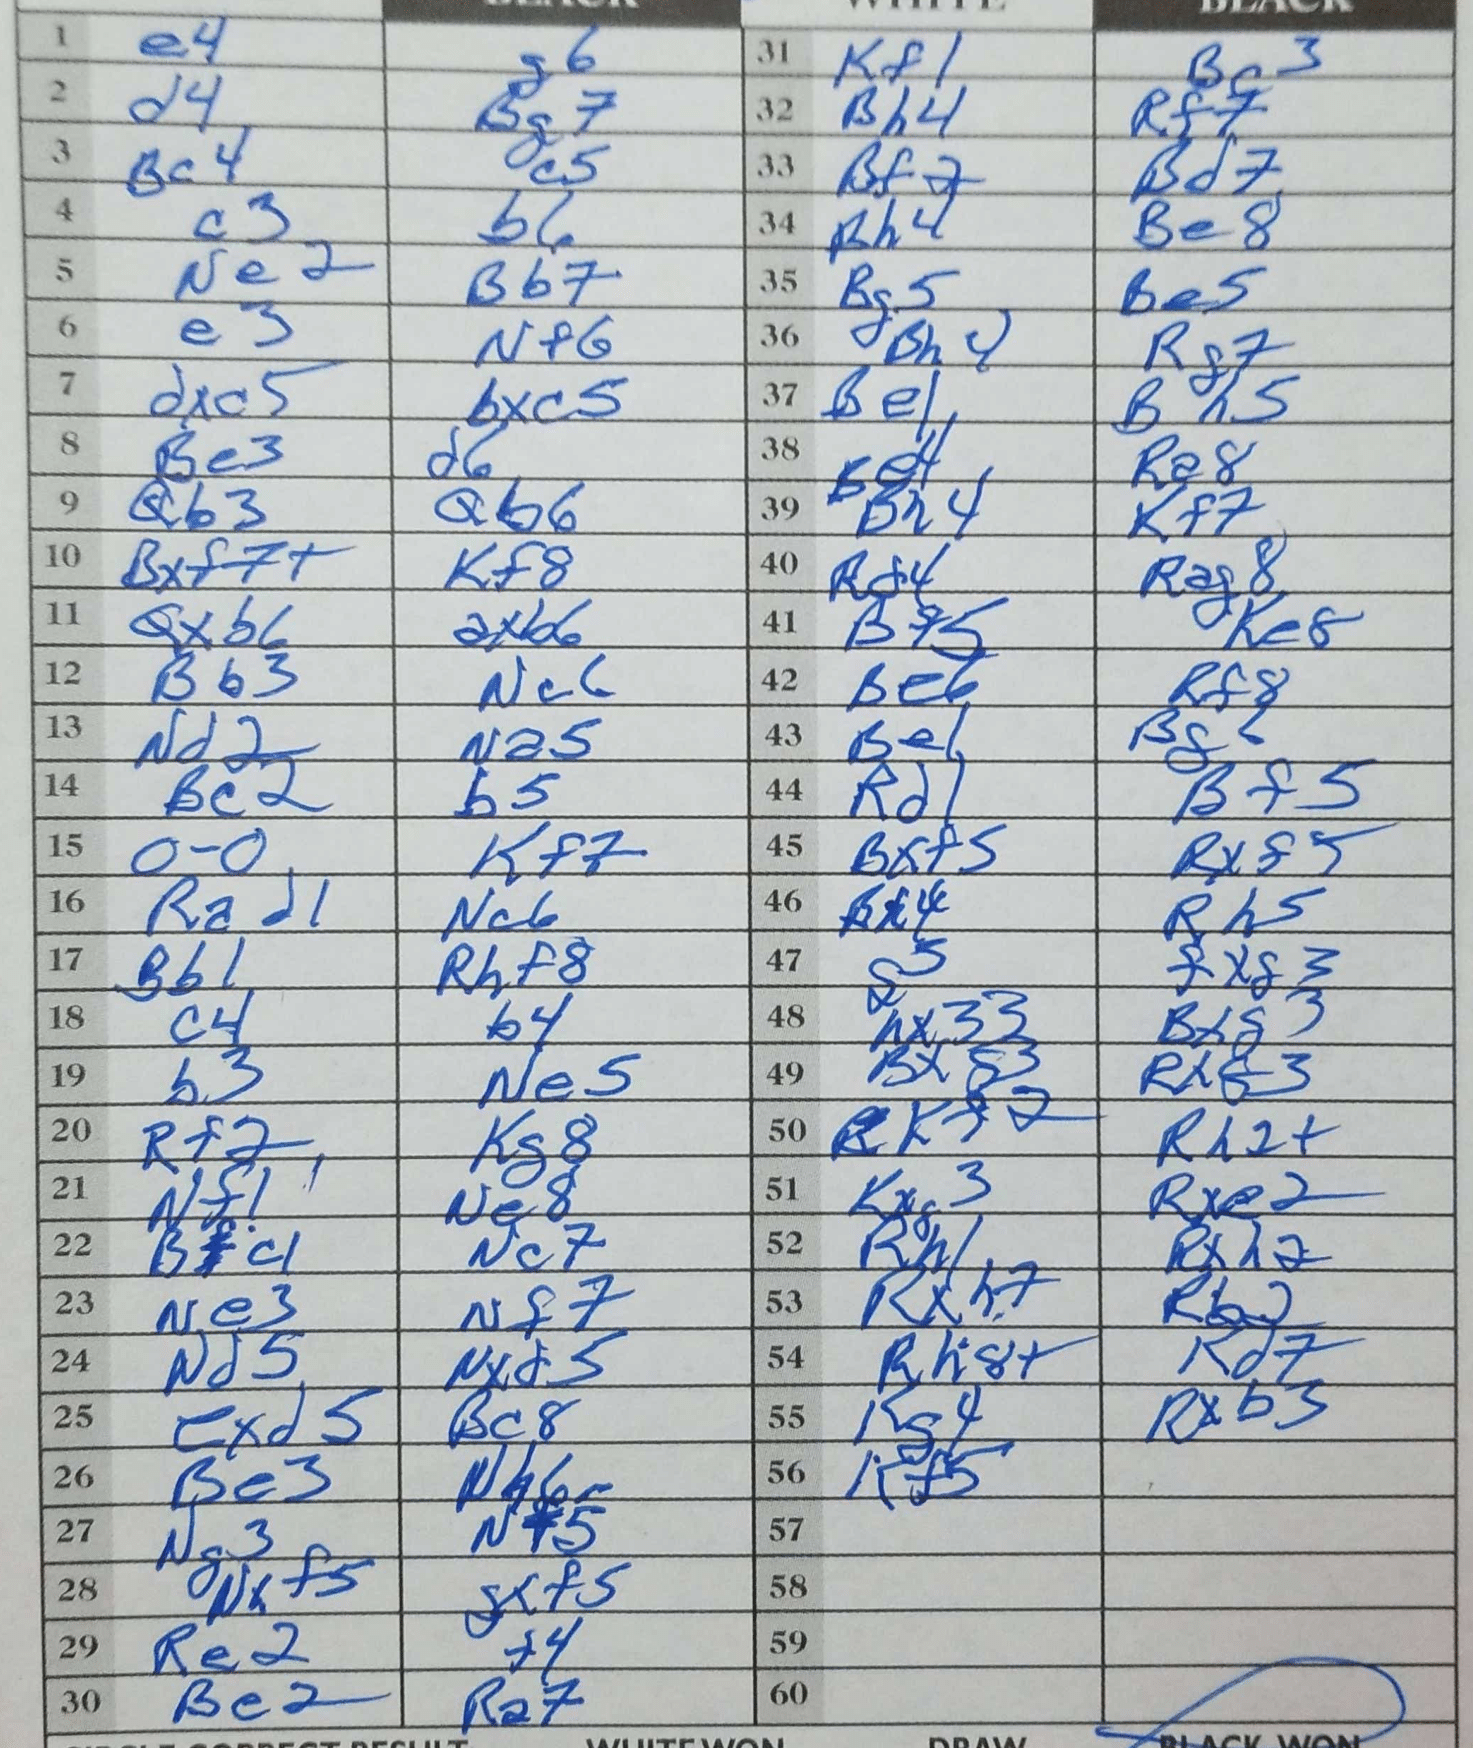 BLACK WHITE BLACK
1 e4 g6
2 d4 Bg7
3 Bc4 c5
4 c3 b6
5 Ne2 Bb7
6 e3 Nf6
7 dxc5 bxc5
8 Be3 d6
9 Qb3 Qb6
10 Bxf7+ Kf8
11 Qxb6 axb6
12 Bb3 Nc6
13 Nd2 Na5
14 Bc2 b5
15 0-0 Kf7
16 Rad1 Nc6
17 Bb1 Rhf8
18 c4 b4
19 b3 Ne5
20 Rf2 Kg8
21 Nf1 Ne8
22 Bc1 Nc7
23 Ne3 Nf7
24 Nd5 Nxd5
25 exd5 Bc8
26 Be3 Nh6
27 Ng3 Nf5
28 Nxf5 gxf5
29 Re2 f4
30 Bc2 Ra7
31 Kf1 Bc3
32 Bh4 Rf7
33 Bf2 Bd7
34 Bh4 Be8
35 Bg5 Be5
36 Bh4 Rg7
37 Be1 Bh5
38 Be4 Ra8
39 Bh4 Kf7
40 Rd4 Rag8
41 Bf5 Ke8
42 Be6 Rf8
43 Be1 Bg6
44 Rd1 Bf5
45 Bxf5 Rxf5
46 Rh5
47 g3 fxg3
48 hx33 Bxg3
49 Bxg3 Rxg3
50 Kf2 Rh2+
51 Kxg3 Rxe2
52 Rh1 Rxh2
53 Rxh7 Rb2
54 Rh8+ Kd7
55 Kg4 Rxb3
56 Kf5
57
58
59
60
CIRCLE CORRECT RESULT WHITE WON DRAW BLACK WON